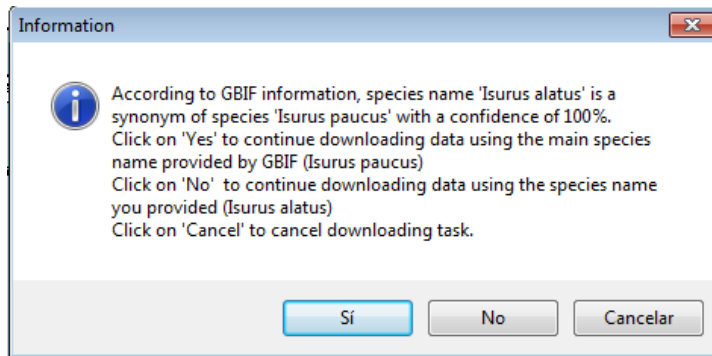 Information
According to GBIF information, species name 'Isurus alatus' is a
synonym of species 'Isurus paucus' with a confidence of 100%.
Click on 'Yes' to continue downloading data using the main species
name provided by GBIF (Isurus paucus)
Click on 'No'  to continue downloading data using the species name
you provided (Isurus alatus)
Click on 'Cancel' to cancel downloading task.
Sí
No
Cancelar